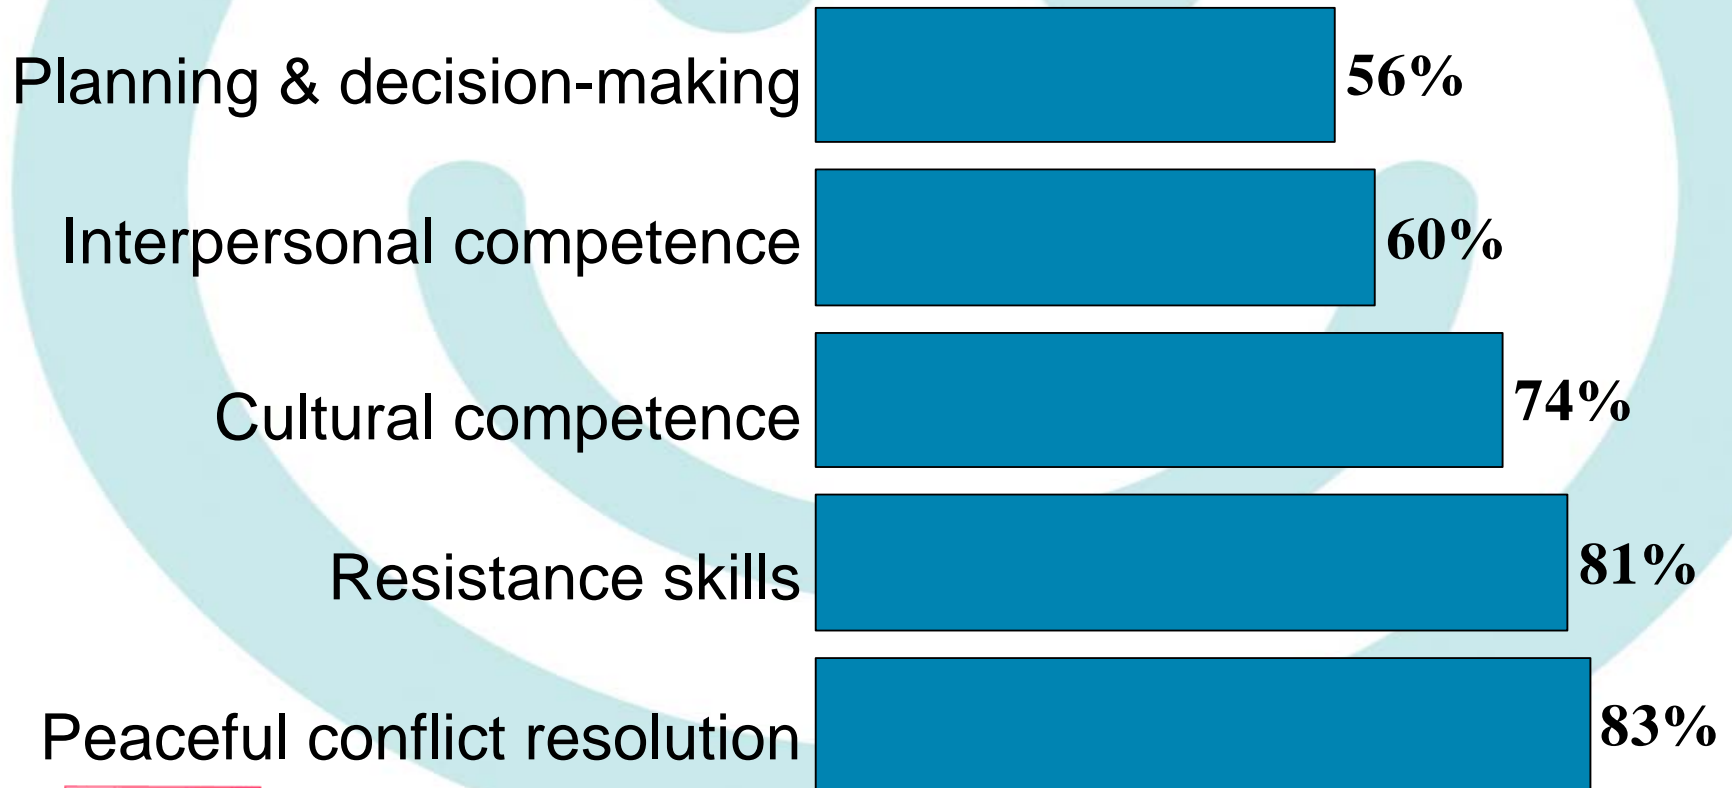 Planning & decision-making 56%
Interpersonal competence 60%
Cultural competence 74%
Resistance skills 81%
Peaceful conflict resolution 83%